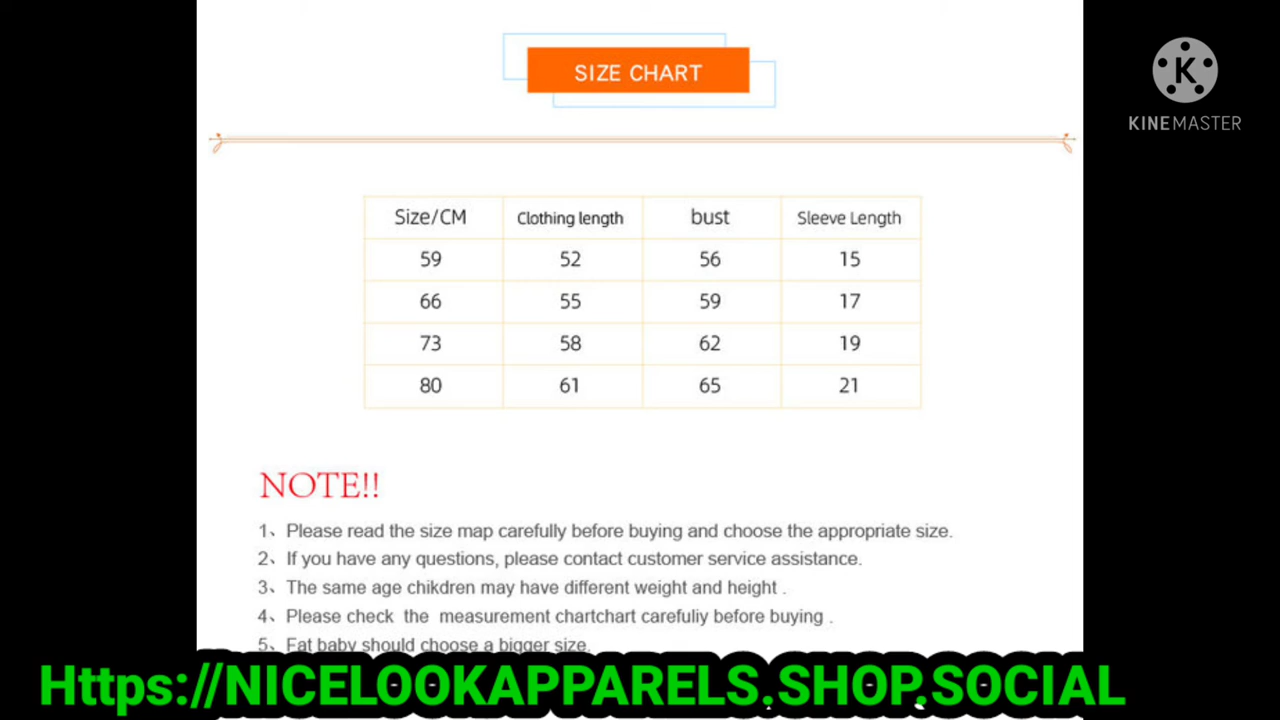 SIZE CHART
K
KINEMASTER
Size/CM Clothing length bust Sleeve Length
59 52 56 15
66 55 59 17
73 58 62 19
80 61 65 21
NOTE!!
1、Please read the size map carefully before buying and choose the appropriate size.
2、If you have any questions, please contact customer service assistance.
3、The same age chikdren may have different weight and height .
4、Please check the measurement chartchart carefuliy before buying .
5、Fat baby should choose a bigger size.
Https://NICELOOKAPPARELS.SHOP.SOCIAL